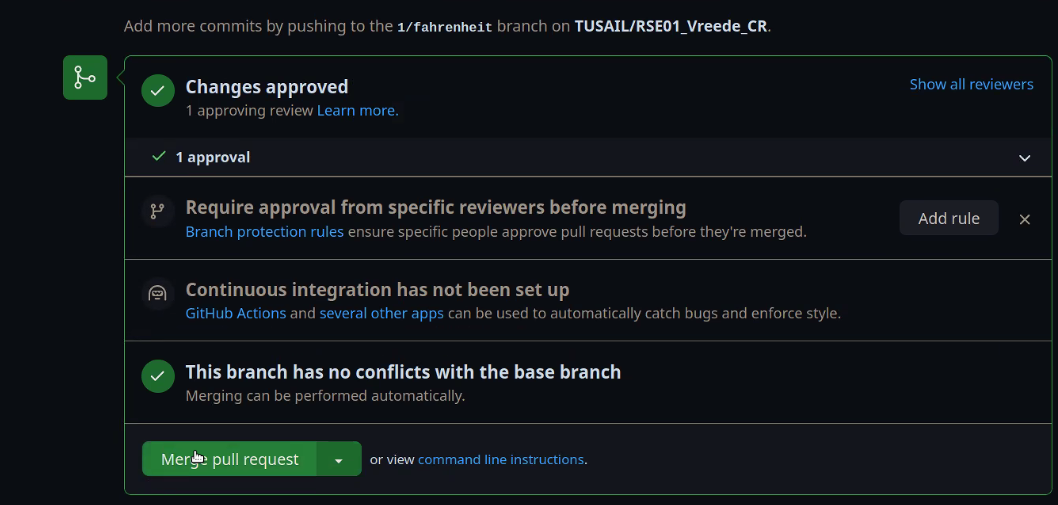 Add more commits by pushing to the 1/fahrenheit branch on TUSAIL/RSE01_Vreede_CR.
Changes approved
Show all reviewers
1 approving review Learn more.
1 approval
Require approval from specific reviewers before merging
Branch protection rules ensure specific people approve pull requests before they're merged.
Add rule
Continuous integration has not been set up
GitHub Actions and several other apps can be used to automatically catch bugs and enforce style.
This branch has no conflicts with the base branch
Merging can be performed automatically.
Merge pull request
or view command line instructions.